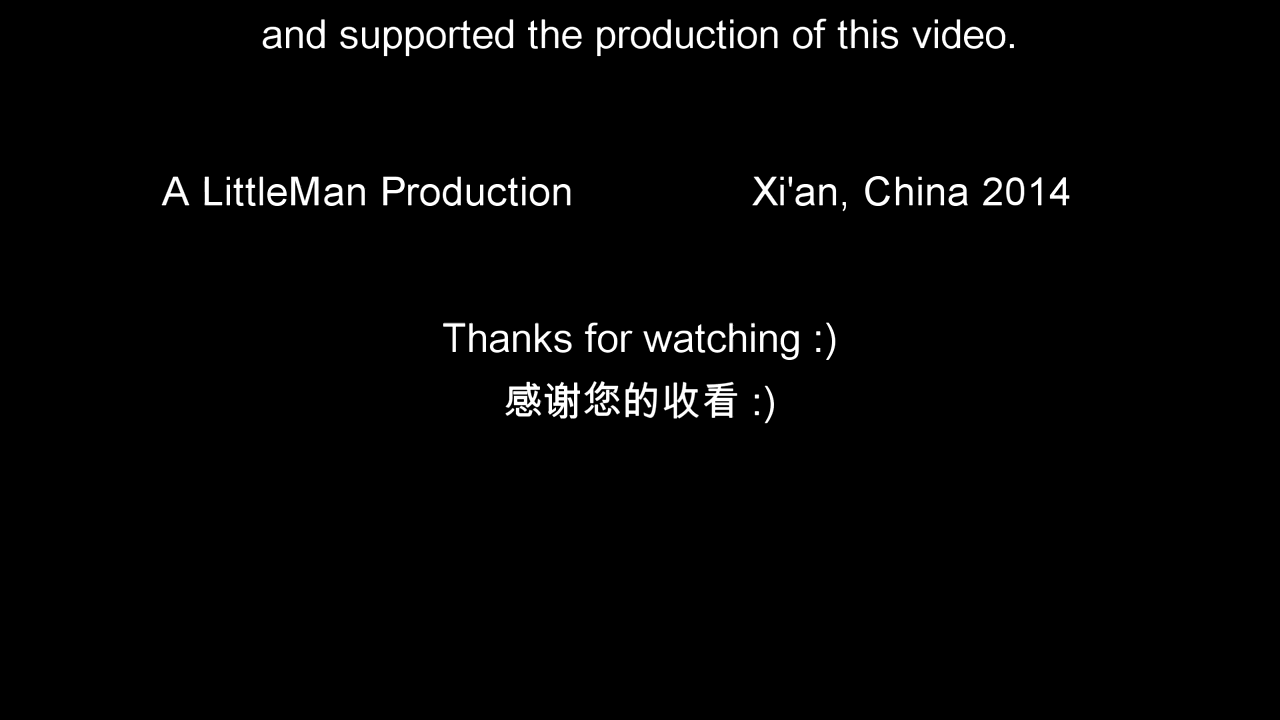 and supported the production of this video.
A LittleMan Production Xi'an, China 2014
Thanks for watching :)
感谢您的收看 :)